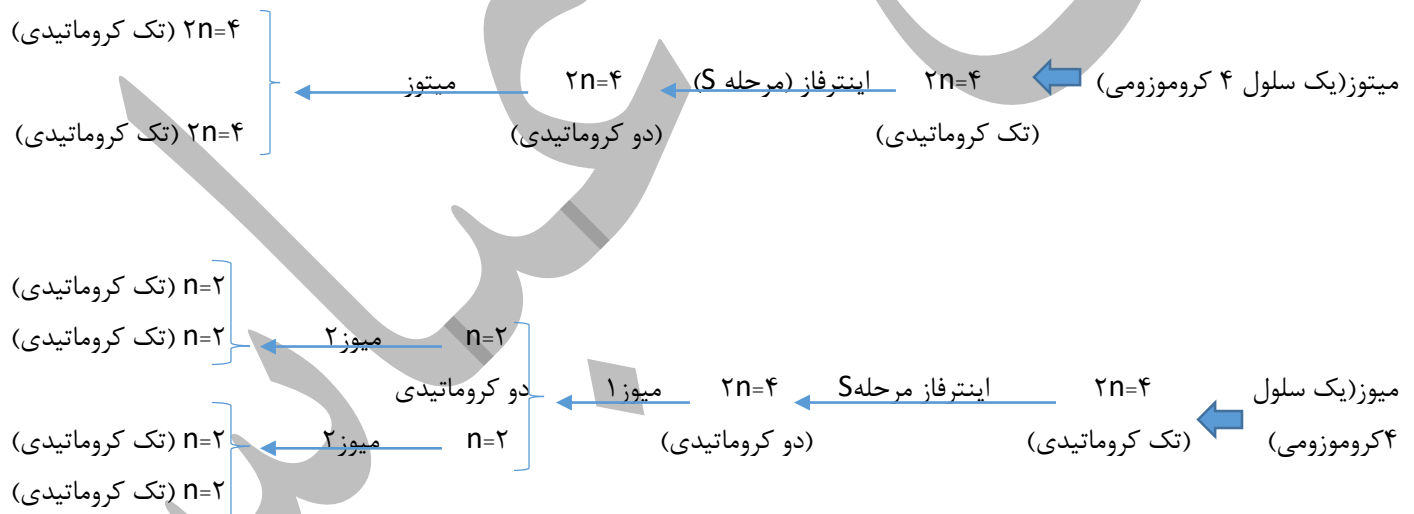 ۲n=۴ (تک کروماتیدی)
میتوز(یک سلول ۴ کروموزومی) ۲n=۴ اینترفاز (مرحله S) ۲n=۴ میتوز
(تک کروماتیدی) (دو کروماتیدی) ۲n=۴ (تک کروماتیدی)
n=۲ (تک کروماتیدی)
n=۲ میوز۲ n=۲ (تک کروماتیدی)
میوز(یک سلول ۲n=۴ اینترفاز مرحلهS ۲n=۴ میوز۱ دو کروماتیدی
۴کروموزومی) (تک کروماتیدی) (دو کروماتیدی) n=۲ میوز۲ n=۲ (تک کروماتیدی)
n=۲ (تک کروماتیدی)